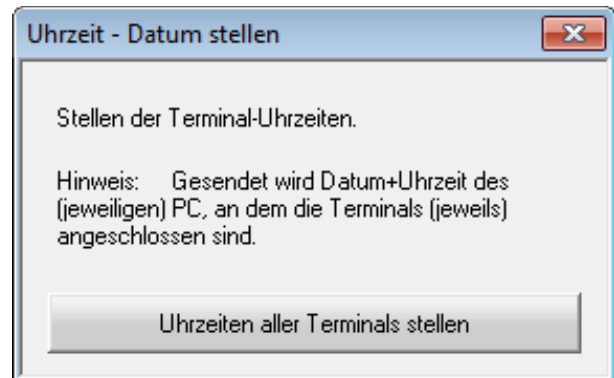 Uhrzeit - Datum stellen
Stellen der Terminal-Uhrzeiten.
Hinweis: Gesendet wird Datum+Uhrzeit des
(jeweiligen) PC, an dem die Terminals (jeweils)
angeschlossen sind.
Uhrzeiten aller Terminals stellen